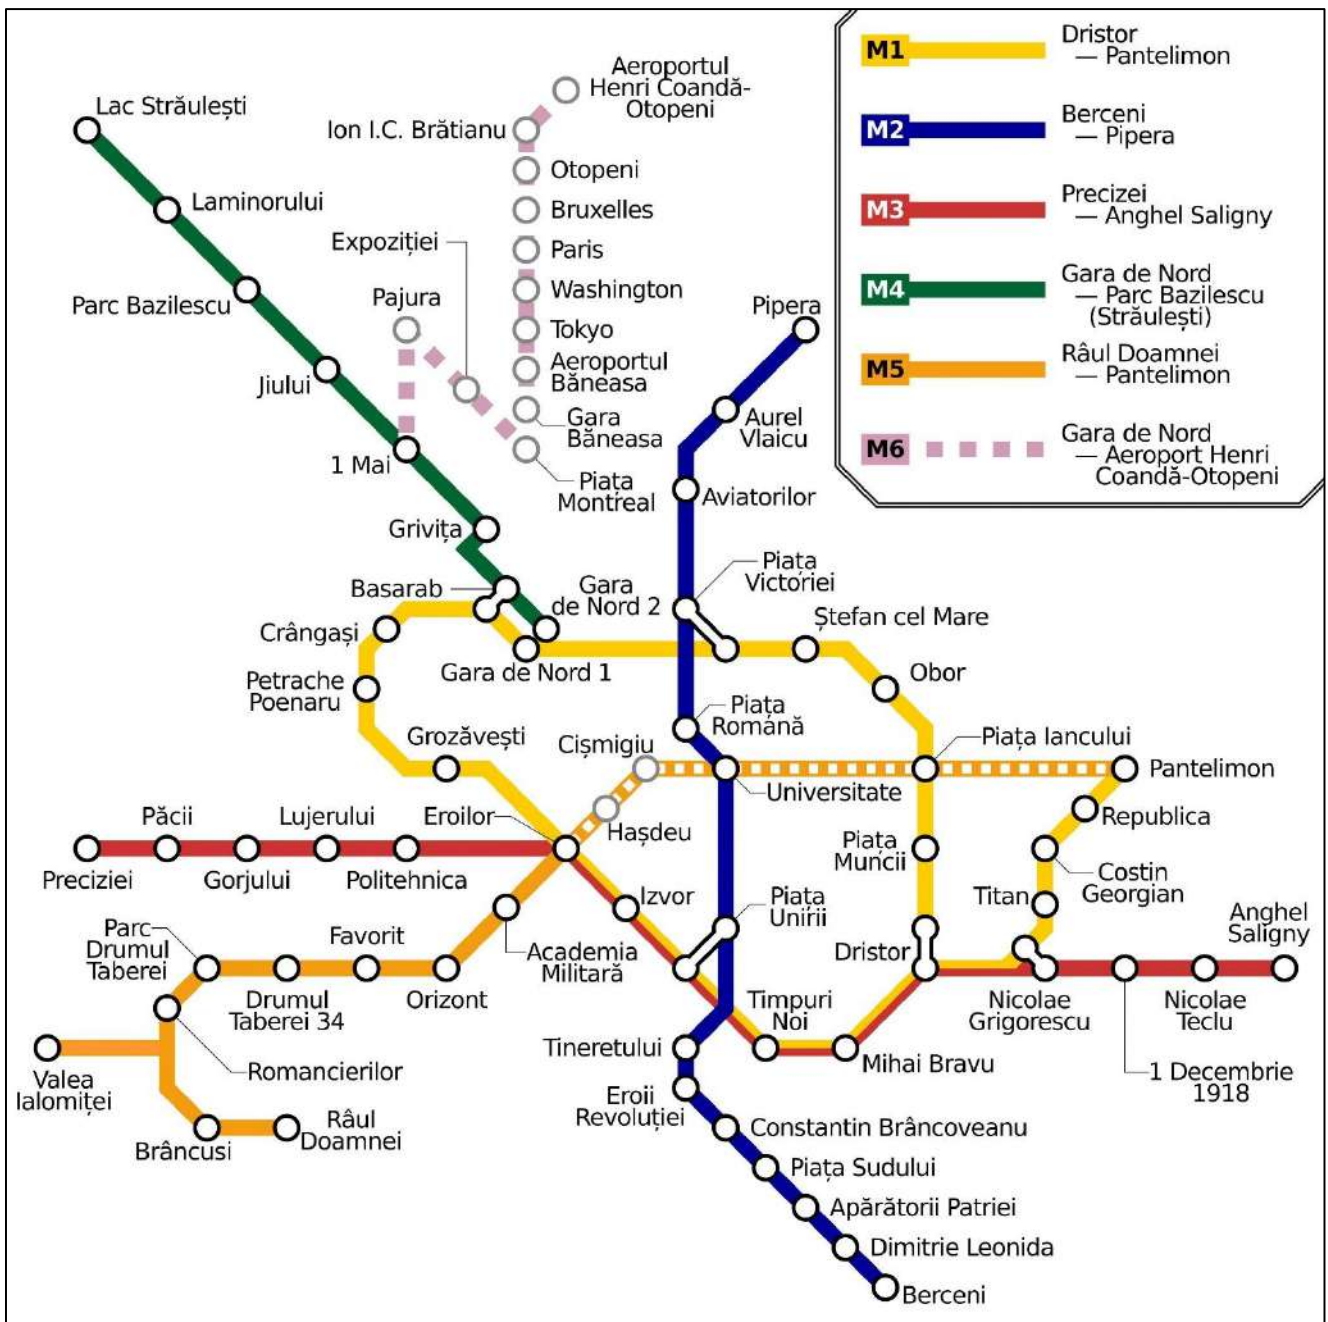 Aeroportul
Henri Coandă-
Otopeni
Lac Străulești
Ion I.C. Brătianu
Otopeni
Laminorului
Bruxelles
Expoziției
Paris
Parc Bazilescu
Pajura
Washington
Pipera
Tokyo
Jiului
Aeroportul
Băneasa
Gara
Băneasa
Aurel
Vlaicu
1 Mai
Piața
Montreal
Aviatorilor
Grivița
Piața
Victoriei
Basarab
Gara
de Nord 2
Ștefan cel Mare
Crângași
Gara de Nord 1
Obor
Petrache
Poenaru
Piața
Romănă
Grozăvești
Cișmigiu
Piața Iancului
Pantelimon
Universitate
Republica
Păcii
Lujerului
Eroilor
Hașdeu
Piața
Muncii
Preciziei
Gorjului
Politehnica
Costin
Georgian
Izvor
Titan
Piața
Unirii
Anghel
Saligny
Parc
Drumul
Taberei
Favorit
Academia
Militară
Dristor
Drumul
Taberei 34
Orizont
Timpuri
Noi
Nicolae
Grigorescu
Nicolae
Teclu
Tineretului
Mihai Bravu
1 Decembrie
1918
Valea
Ialomiței
Romancierilor
Eroii
Revoluției
Brâncusi
Râul
Doamnei
Constantin Brâncoveanu
Piața Sudului
Apărătorii Patriei
Dimitrie Leonida
Berceni
M1
Dristor
— Pantelimon
M2
Berceni
— Pipera
M3
Precizei
— Anghel Saligny
M4
Gara de Nord
— Parc Bazilescu
(Străulești)
M5
Râul Doamnei
— Pantelimon
M6
Gara de Nord
— Aeroport Henri
Coandă-Otopeni